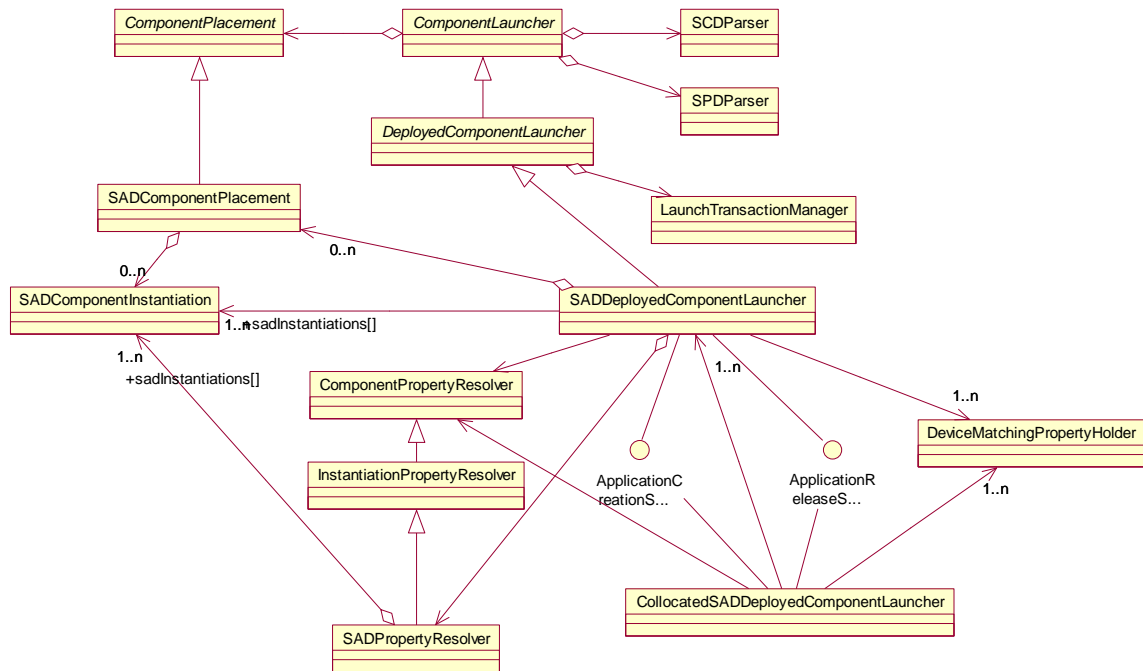 ComponentPlacement
ComponentLauncher
SCDParser
SPDParser
DeployedComponentLauncher
SADComponentPlacement
LaunchTransactionManager
0..n
0..n
SADComponentInstantiation
SADDeployedComponentLauncher
1..n
+sadInstantiations[]
1..n
+sadInstantiations[]
1..n
ComponentPropertyResolver
1..n
DeviceMatchingPropertyHolder
InstantiationPropertyResolver
ApplicationC
reationS...
ApplicationR
eleaseS...
1..n
CollocatedSADDeployedComponentLauncher
SADPropertyResolver